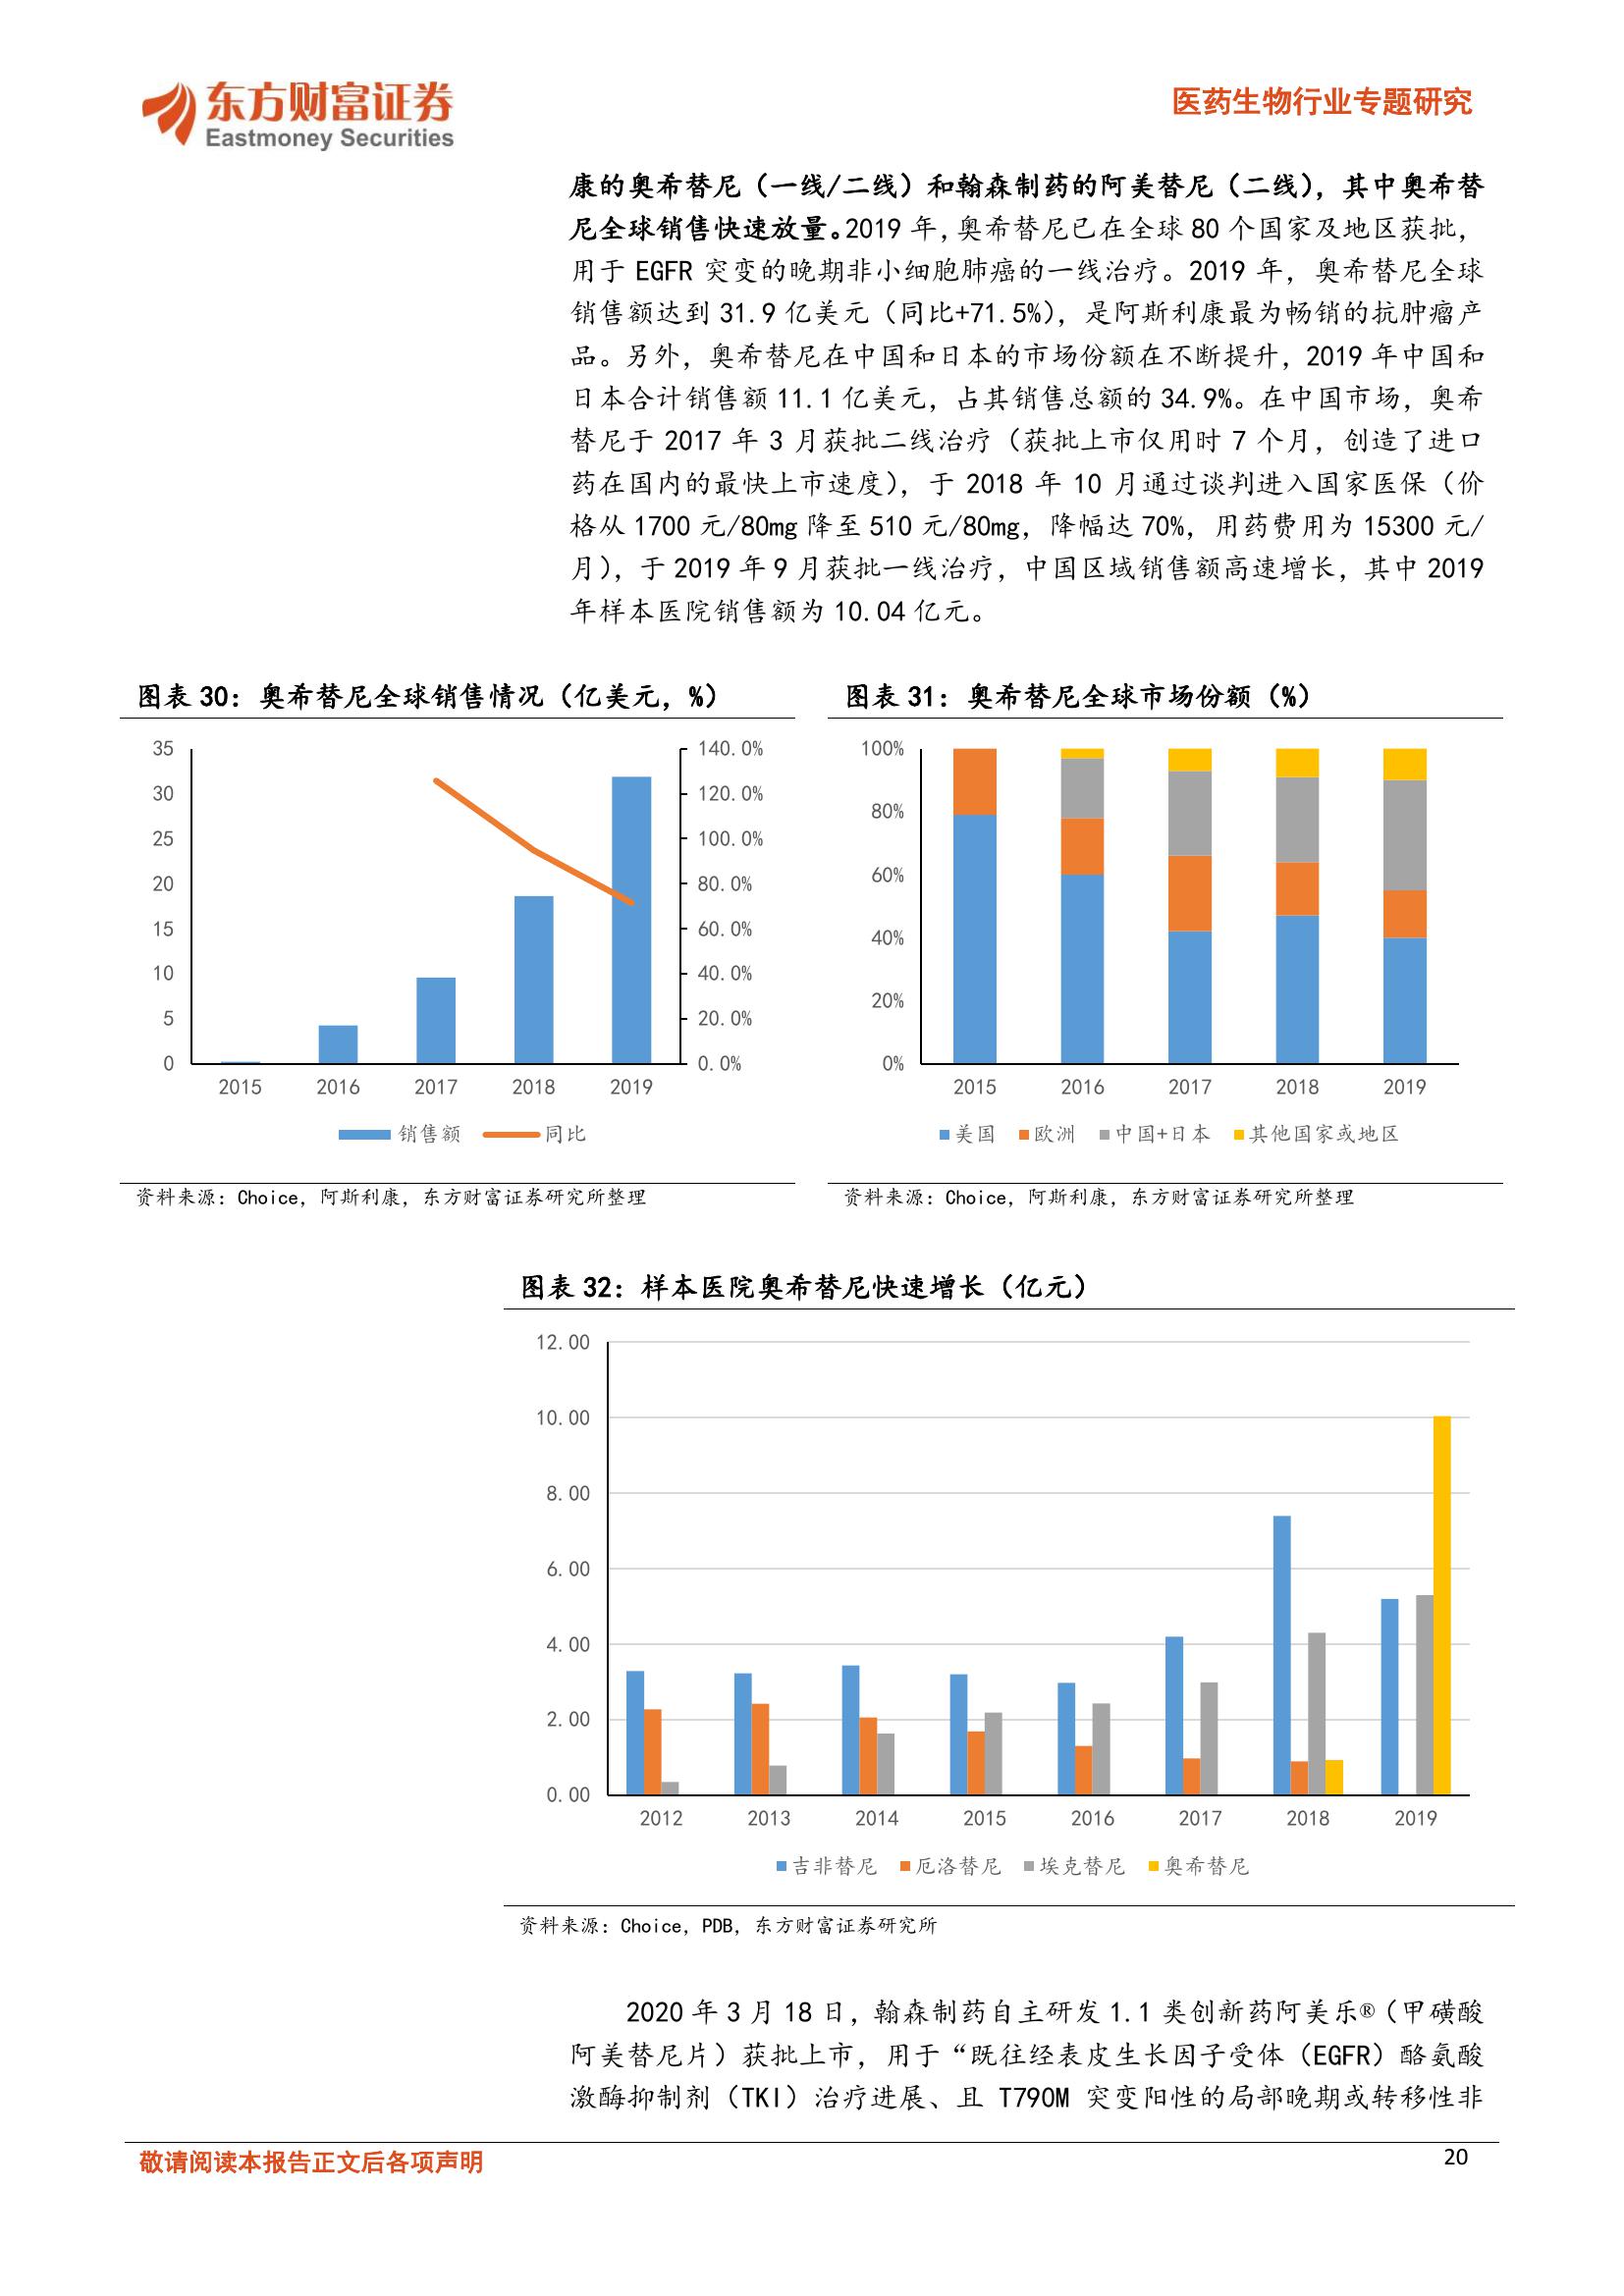 东方财富证券
Eastmoney Securities
医药生物行业专题研究
康的奥希替尼（一线/二线）和翰森制药的阿美替尼（二线），其中奥希替
尼全球销售快速放量。2019 年，奥希替尼已在全球 80 个国家及地区获批，
用于 EGFR 突变的晚期非小细胞肺癌的一线治疗。2019 年，奥希替尼全球
销售额达到 31.9 亿美元（同比+71.5%），是阿斯利康最为畅销的抗肿瘤产
品。另外，奥希替尼在中国和日本的市场份额在不断提升，2019 年中国和
日本合计销售额 11.1 亿美元，占其销售总额的 34.9%。在中国市场，奥希
替尼于 2017 年 3 月获批二线治疗（获批上市仅用时 7 个月，创造了进口
药在国内的最快上市速度），于 2018 年 10 月通过谈判进入国家医保（价
格从 1700 元/80mg 降至 510 元/80mg，降幅达 70%，用药费用为 15300 元/
月），于 2019 年 9 月获批一线治疗，中国区域销售额高速增长，其中 2019
年样本医院销售额为 10.04 亿元。
图表 30：奥希替尼全球销售情况（亿美元，%）
35
30
25
20
15
10
5
0
140.0%
120.0%
100.0%
80.0%
60.0%
40.0%
20.0%
0.0%
2015 2016 2017 2018 2019
销售额 同比
资料来源：Choice，阿斯利康，东方财富证券研究所整理
图表 31：奥希替尼全球市场份额（%）
100%
80%
60%
40%
20%
0%
2015 2016 2017 2018 2019
美国 欧洲 中国+日本 其他国家或地区
资料来源：Choice，阿斯利康，东方财富证券研究所整理
图表 32：样本医院奥希替尼快速增长（亿元）
12.00
10.00
8.00
6.00
4.00
2.00
0.00
2012 2013 2014 2015 2016 2017 2018 2019
吉非替尼 厄洛替尼 埃克替尼 奥希替尼
资料来源：Choice，PDB，东方财富证券研究所
2020 年 3 月 18 日，翰森制药自主研发 1.1 类创新药阿美乐®（甲磺酸
阿美替尼片）获批上市，用于“既往经表皮生长因子受体（EGFR）酪氨酸
激酶抑制剂（TKI）治疗进展、且 T790M 突变阳性的局部晚期或转移性非
敬请阅读本报告正文后各项声明
20